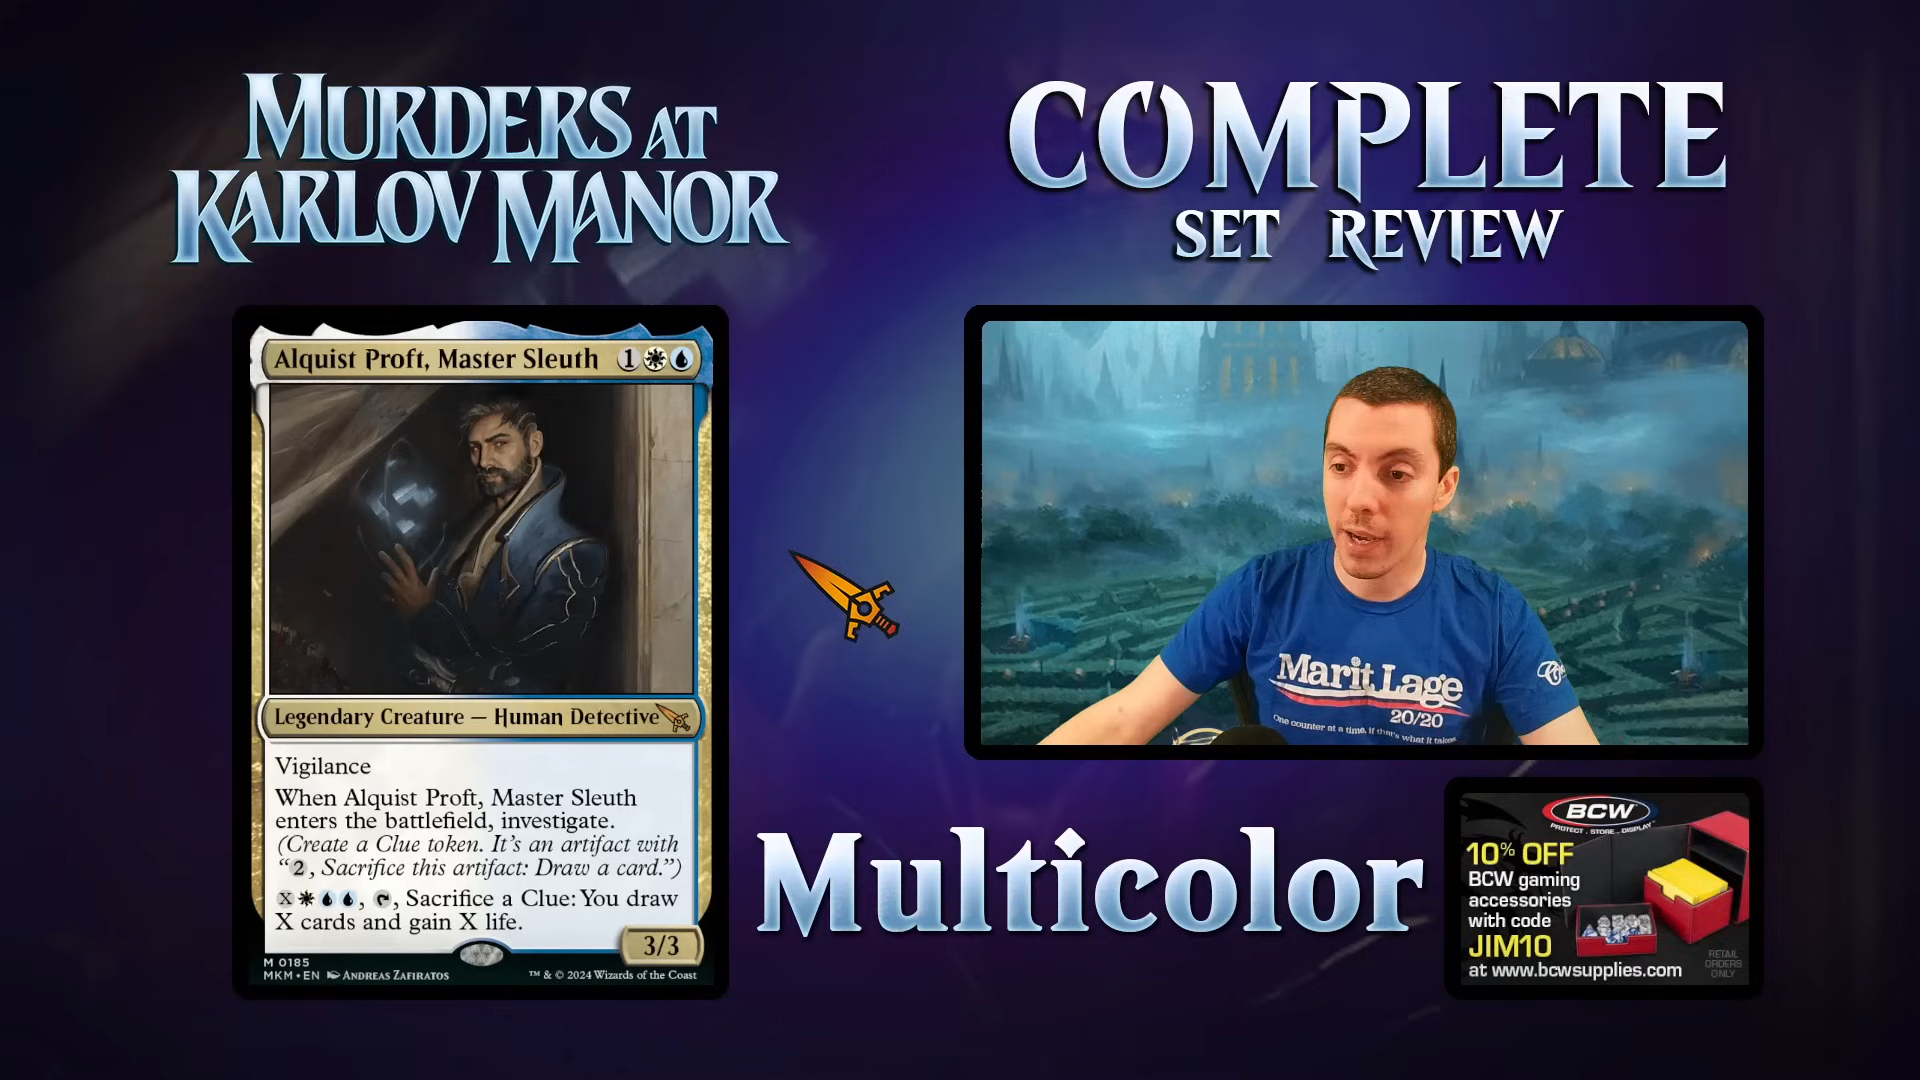 MURDERS AT
KARLOV MANOR
COMPLETE
SET REVIEW
Alquist Proft, Master Sleuth 1
Legendary Creature — Human Detective
Vigilance
When Alquist Proft, Master Sleuth
enters the battlefield, investigate.
(Create a Clue token. It's an artifact with
“2, Sacrifice this artifact: Draw a card.”)
X, Sacrifice a Clue: You draw
X cards and gain X life.
3/3
M 0185
MKM • EN ANDREAS ZAFIRATOS
™ & © 2024 Wizards of the Coast
Marit Lage
20/20
One counter at a time, if that's what it takes
Multicolor
BCW
PROTECT . STORE . DISPLAY
10% OFF
BCW gaming
accessories
with code
JIM10
at www.bcwsupplies.com
RETAIL
ORDERS
ONLY